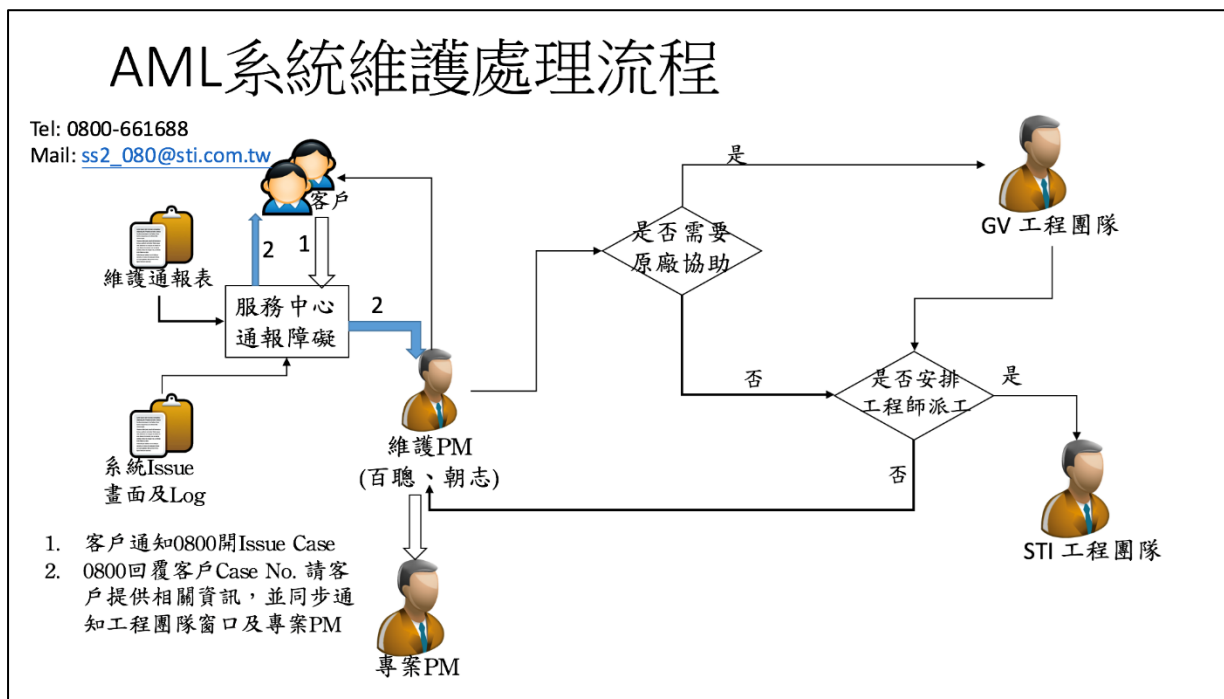 AML系統維護處理流程
Tel: 0800-661688
Mail: ss2_080@sti.com.tw
客戶
維護通報表
2
1
服務中心
通報障礙
2
系統Issue
畫面及Log
維護PM
(百聰、朝志)
專案PM
是否需要
原廠協助
是
否
GV 工程團隊
是否安排
工程師派工
是
否
STI 工程團隊
1. 客戶通知0800開Issue Case
2. 0800回覆客戶Case No. 請客
戶提供相關資訊，並同步通
知工程團隊窗口及專案PM